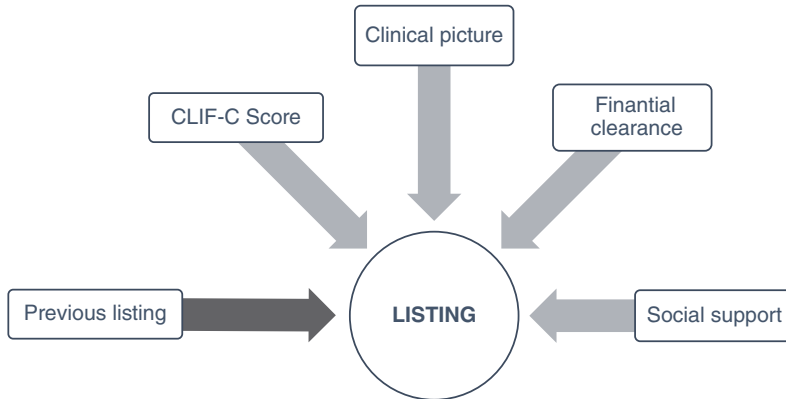 Clinical picture
CLIF-C Score
Finantial
clearance
Previous listing
LISTING
Social support